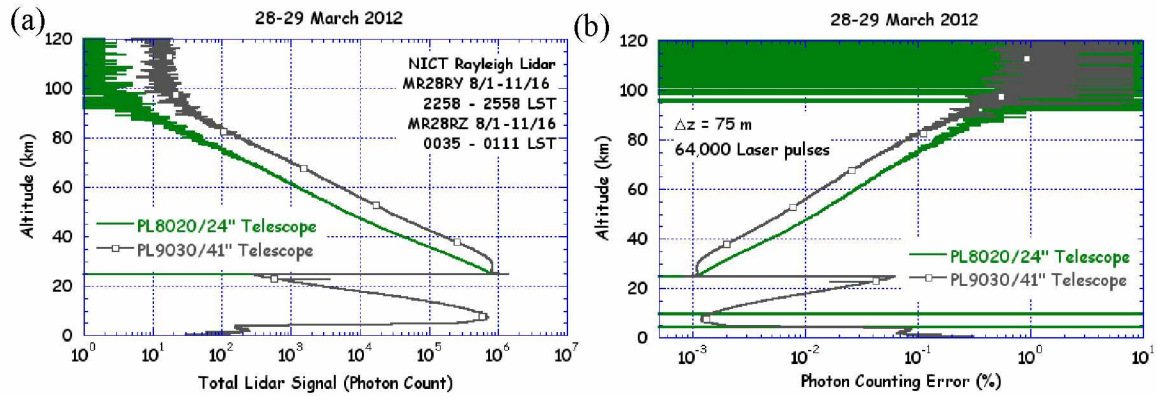 (a)
28-29 March 2012
Altitude (km)
120
100
80
60
40
20
0
NICT Rayleigh Lidar
MR28RY 8/1-11/16
2258 - 2558 LST
MR28RZ 8/1-11/16
0035 - 0111 LST
PL8020/24" Telescope
PL9030/41" Telescope
10^0 10^1 10^2 10^3 10^4 10^5 10^6 10^7
Total Lidar Signal (Photon Count)
(b)
28-29 March 2012
Altitude (km)
120
100
80
60
40
20
0
△z = 75 m
64,000 Laser pulses
PL8020/24" Telescope
PL9030/41" Telescope
10^-3 10^-2 10^-1 10^0 10^1
Photon Counting Error (%)